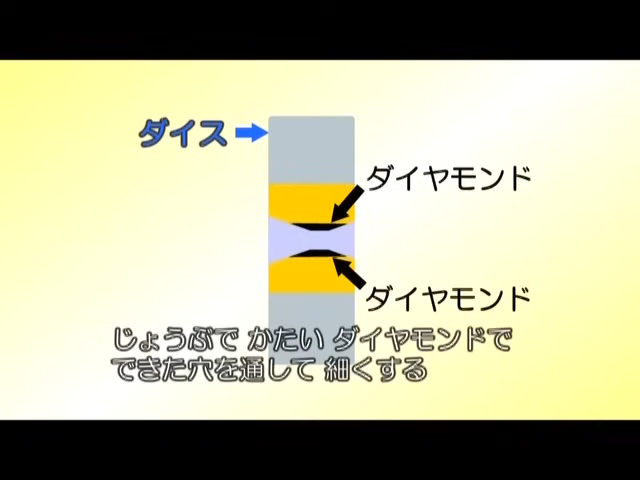 ダイス
ダイヤモンド
ダイヤモンド
じょうぶで かたい ダイヤモンドで
できた穴を通して 細くする